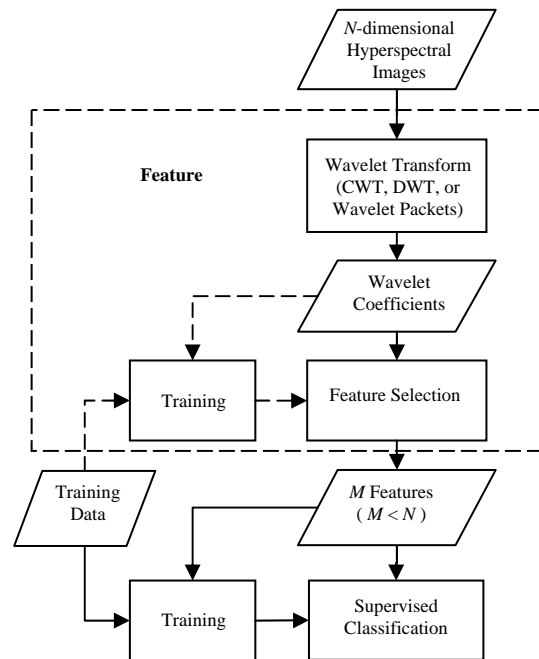 N-dimensional
Hyperspectral
Images
Feature
Wavelet Transform
(CWT, DWT, or
Wavelet Packets)
Wavelet
Coefficients
Training
Feature Selection
Training
Data
M Features
( M < N )
Training
Supervised
Classification